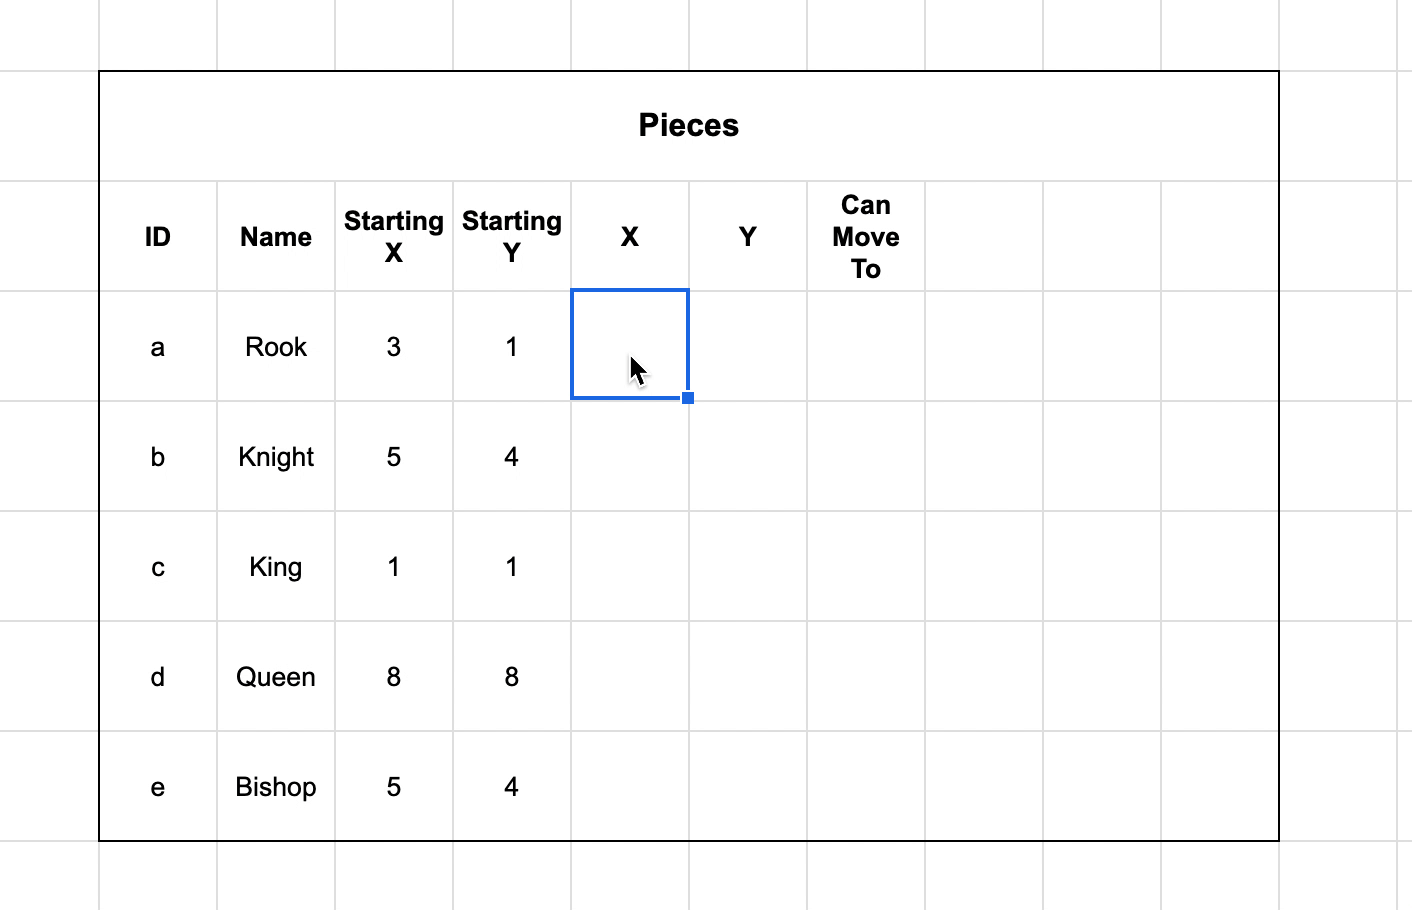 Pieces
ID Name Starting X Starting Y X Y Can Move To
a Rook 3 1
b Knight 5 4
c King 1 1
d Queen 8 8
e Bishop 5 4